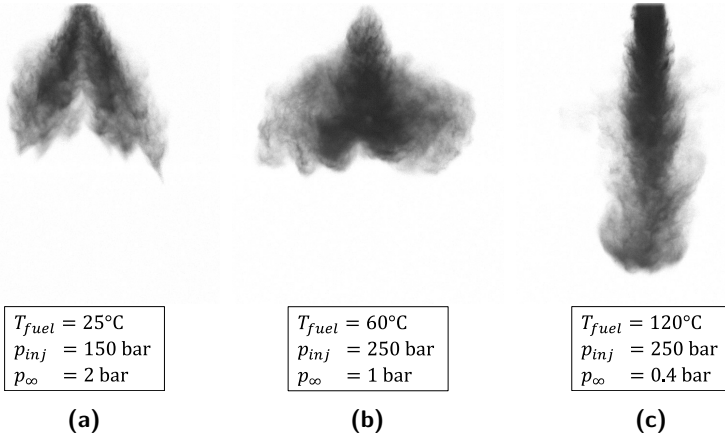 T_fuel = 25°C
p_inj = 150 bar
p_∞ = 2 bar
(a)
T_fuel = 60°C
p_inj = 250 bar
p_∞ = 1 bar
(b)
T_fuel = 120°C
p_inj = 250 bar
p_∞ = 0.4 bar
(c)